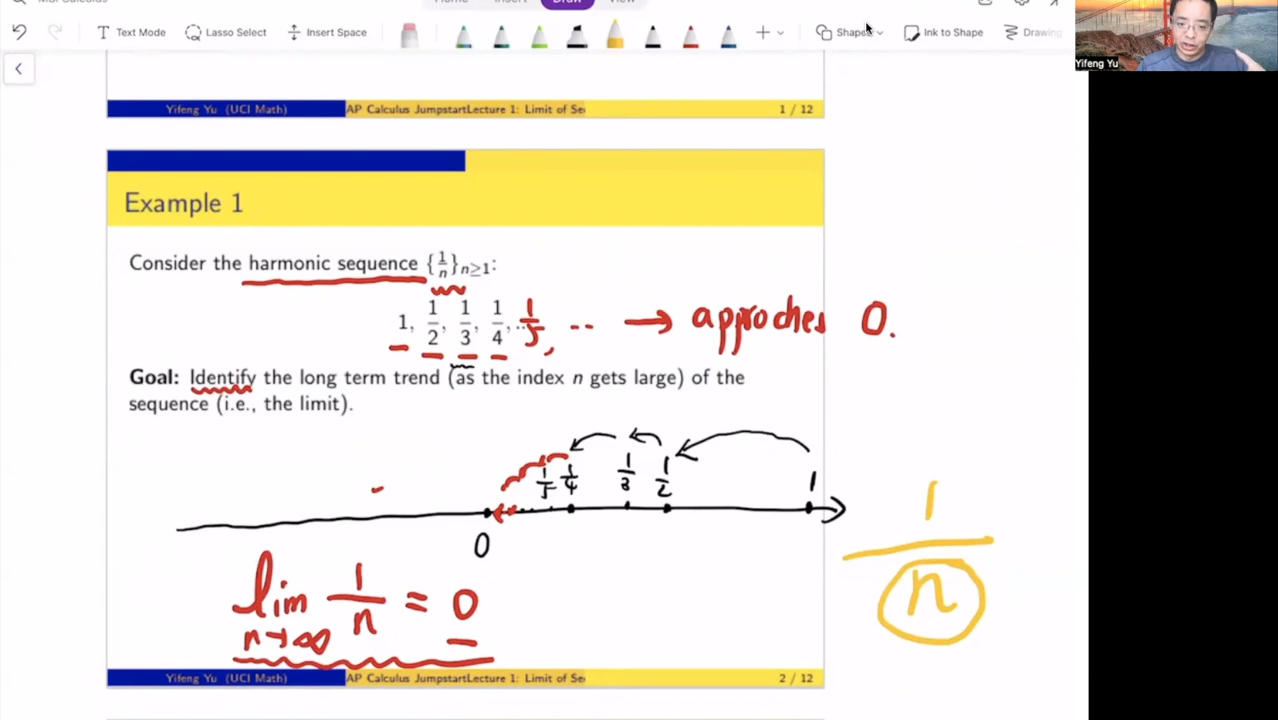 Text Mode Lasso Select Insert Space Shapes Ink to Shape Drawing
Yifeng Yu
Yifeng Yu (UCI Math) AP Calculus JumpstartLecture 1: Limit of Se 1 / 12
Example 1
Consider the harmonic sequence {1/n}n≥1:
1, 1/2, 1/3, 1/4, .. 1/5, .. → approches 0.
Goal: Identify the long term trend (as the index n gets large) of the
sequence (i.e., the limit).
0 1/5 1/4 1/3 1/2 1
1/n
lim n→∞ 1/n = 0
Yifeng Yu (UCI Math) AP Calculus JumpstartLecture 1: Limit of Se 2 / 12